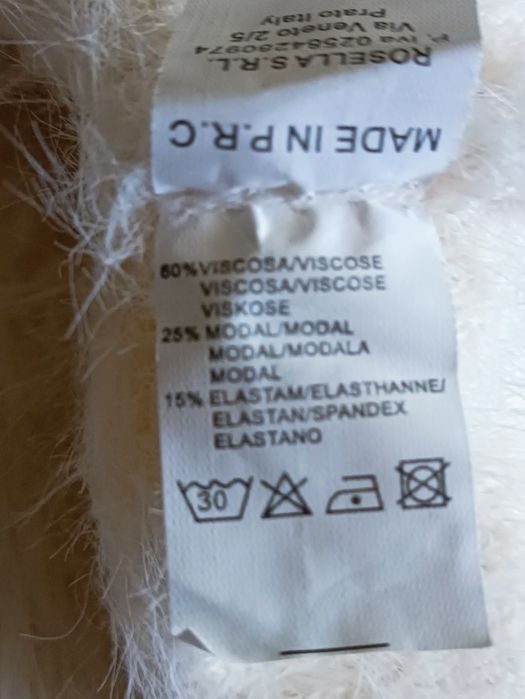 Prato Italy
Via Veneto 2/5
P. Iva 02584280974
ROSELLA S.R.L.
MADE IN P.R.C
60% VISCOSA/VISCOSE
VISCOSA/VISCOSE
VISKOSE
25% MODAL/MODAL
MODAL/MODALA
MODAL
15% ELASTAM/ELASTHANNE/
ELASTAN/SPANDEX
ELASTANO
30